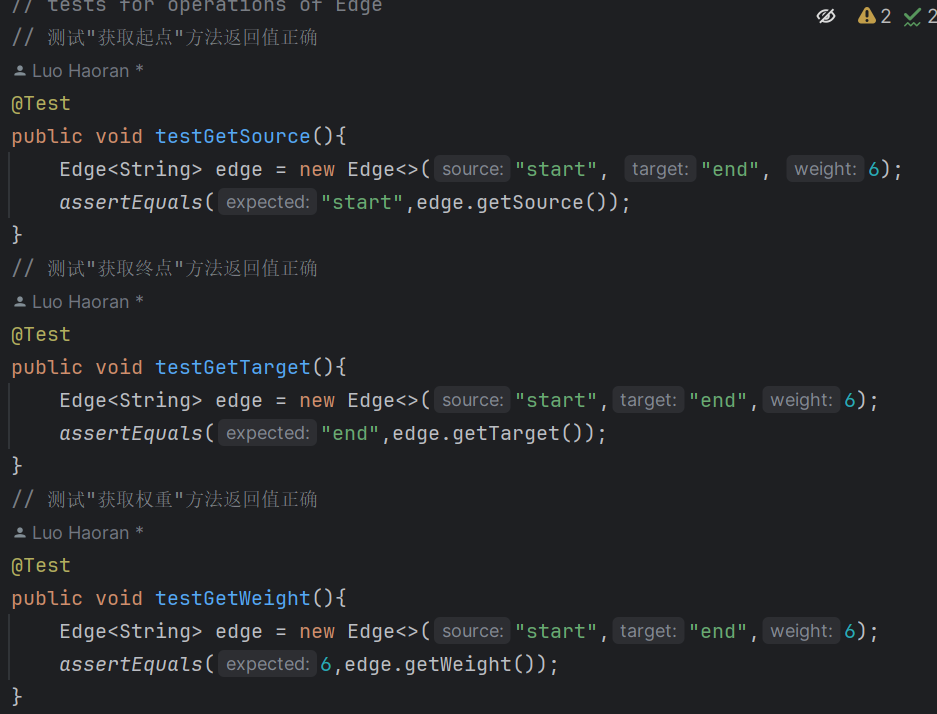 // tests for operations of Edge
2 2
// 测试"获取起点"方法返回值正确
Luo Haoran *
@Test
public void testGetSource(){
Edge<String> edge = new Edge<>( source: "start", target: "end", weight: 6);
assertEquals( expected: "start",edge.getSource());
}
// 测试"获取终点"方法返回值正确
Luo Haoran *
@Test
public void testGetTarget(){
Edge<String> edge = new Edge<>( source: "start", target: "end", weight: 6);
assertEquals( expected: "end",edge.getTarget());
}
// 测试"获取权重"方法返回值正确
Luo Haoran *
@Test
public void testGetWeight(){
Edge<String> edge = new Edge<>( source: "start", target: "end", weight: 6);
assertEquals( expected: 6,edge.getWeight());
}